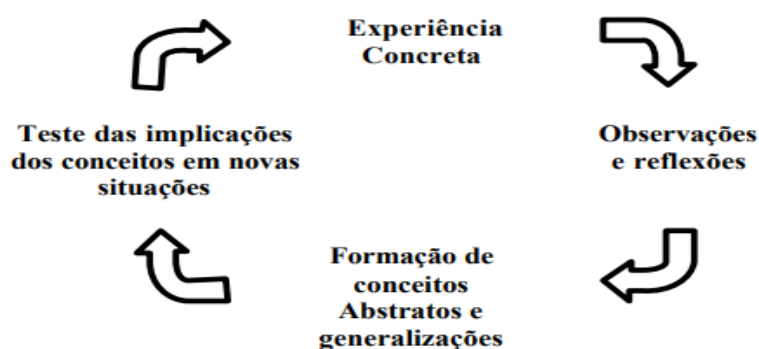 Experiência
Concreta
Observações
e reflexões
Formação de
conceitos
Abstratos e
generalizações
Teste das implicações
dos conceitos em novas
situações